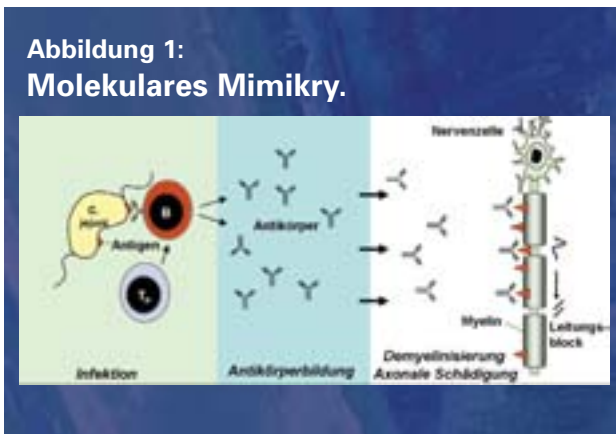 Abbildung 1:
Molekulares Mimikry.
Nervenzelle
C.
B
Antigen
Antikörper
Myelin
Leitungs-
block
Demyelinisierung
Axonale Schädigung
Infektion
Antikörperbildung